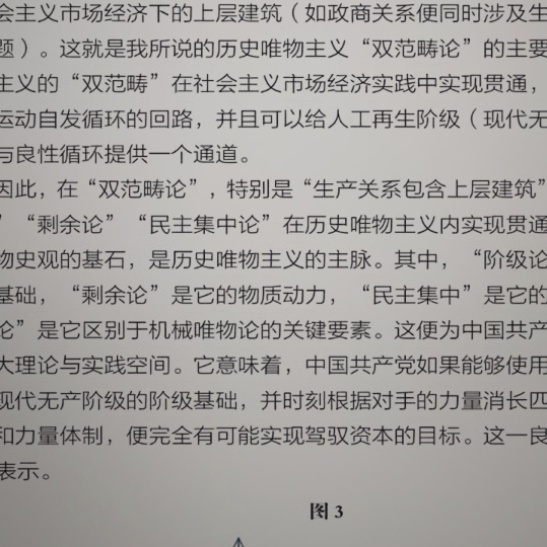 会主义市场经济下的上层建筑（如政商关系便同时涉及生
题）。这就是我所说的历史唯物主义“双范畴论”的主要
主义的“双范畴”在社会主义市场经济实践中实现贯通，
运动自发循环的回路，并且可以给人工再生阶级（现代无
与良性循环提供一个通道。
因此，在“双范畴论”，特别是“生产关系包含上层建筑”
”“剩余论”“民主集中论”在历史唯物主义内实现贯通
物史观的基石，是历史唯物主义的主脉。其中，“阶级论
基础，“剩余论”是它的物质动力，“民主集中”是它的
论”是它区别于机械唯物论的关键要素。这便为中国共产
大理论与实践空间。它意味着，中国共产党如果能够使用
现代无产阶级的阶级基础，并时刻根据对手的力量消长匹
和力量体制，便完全有可能实现驾驭资本的目标。这一良
表示。
图 3